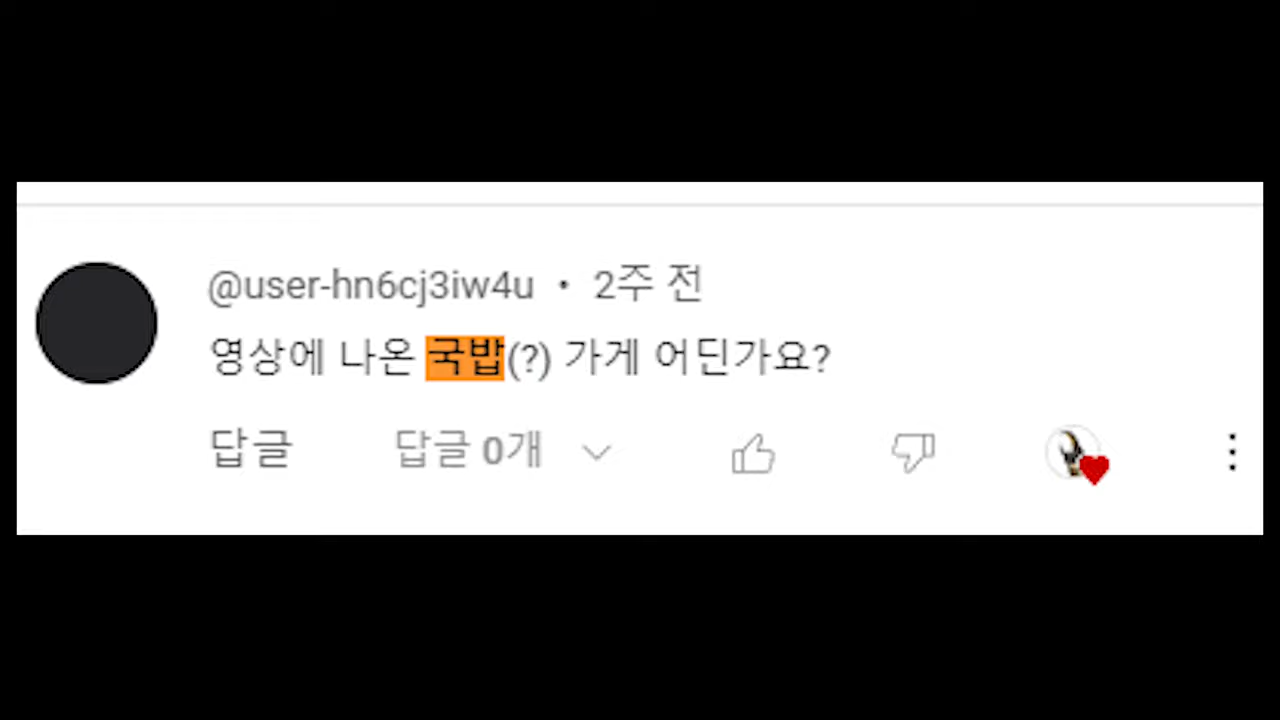 @user-hn6cj3iw4u • 2주 전
영상에 나온 국밥(?) 가게 어딘가요?
답글 답글 0개